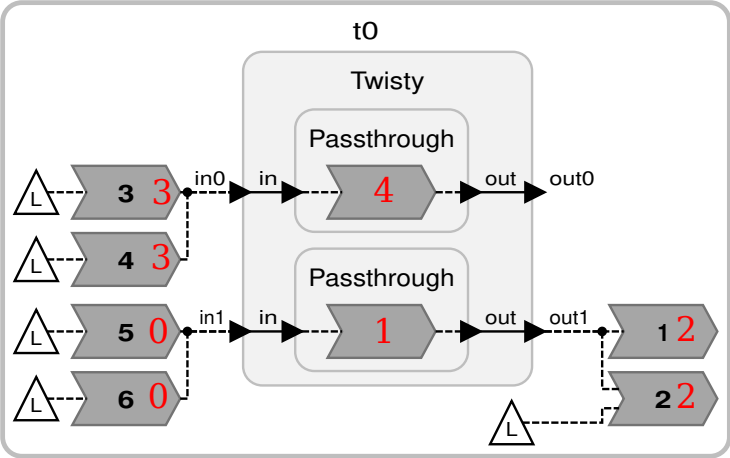 t0
Twisty
Passthrough
L 3 3 in0 in 4 out out0
L 4 3
Passthrough
L 5 0 in1 in 1 out out1 1 2
L 6 0 2 2
L